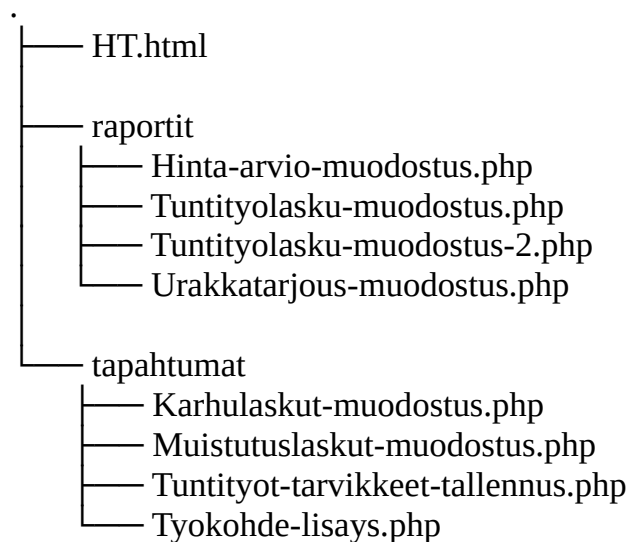 .
HT.html
raportit
Hinta-arvio-muodostus.php
Tuntityolasku-muodostus.php
Tuntityolasku-muodostus-2.php
Urakkatarjous-muodostus.php
tapahtumat
Karhulaskut-muodostus.php
Muistutuslaskut-muodostus.php
Tuntityot-tarvikkeet-tallennus.php
Tyokohde-lisays.php